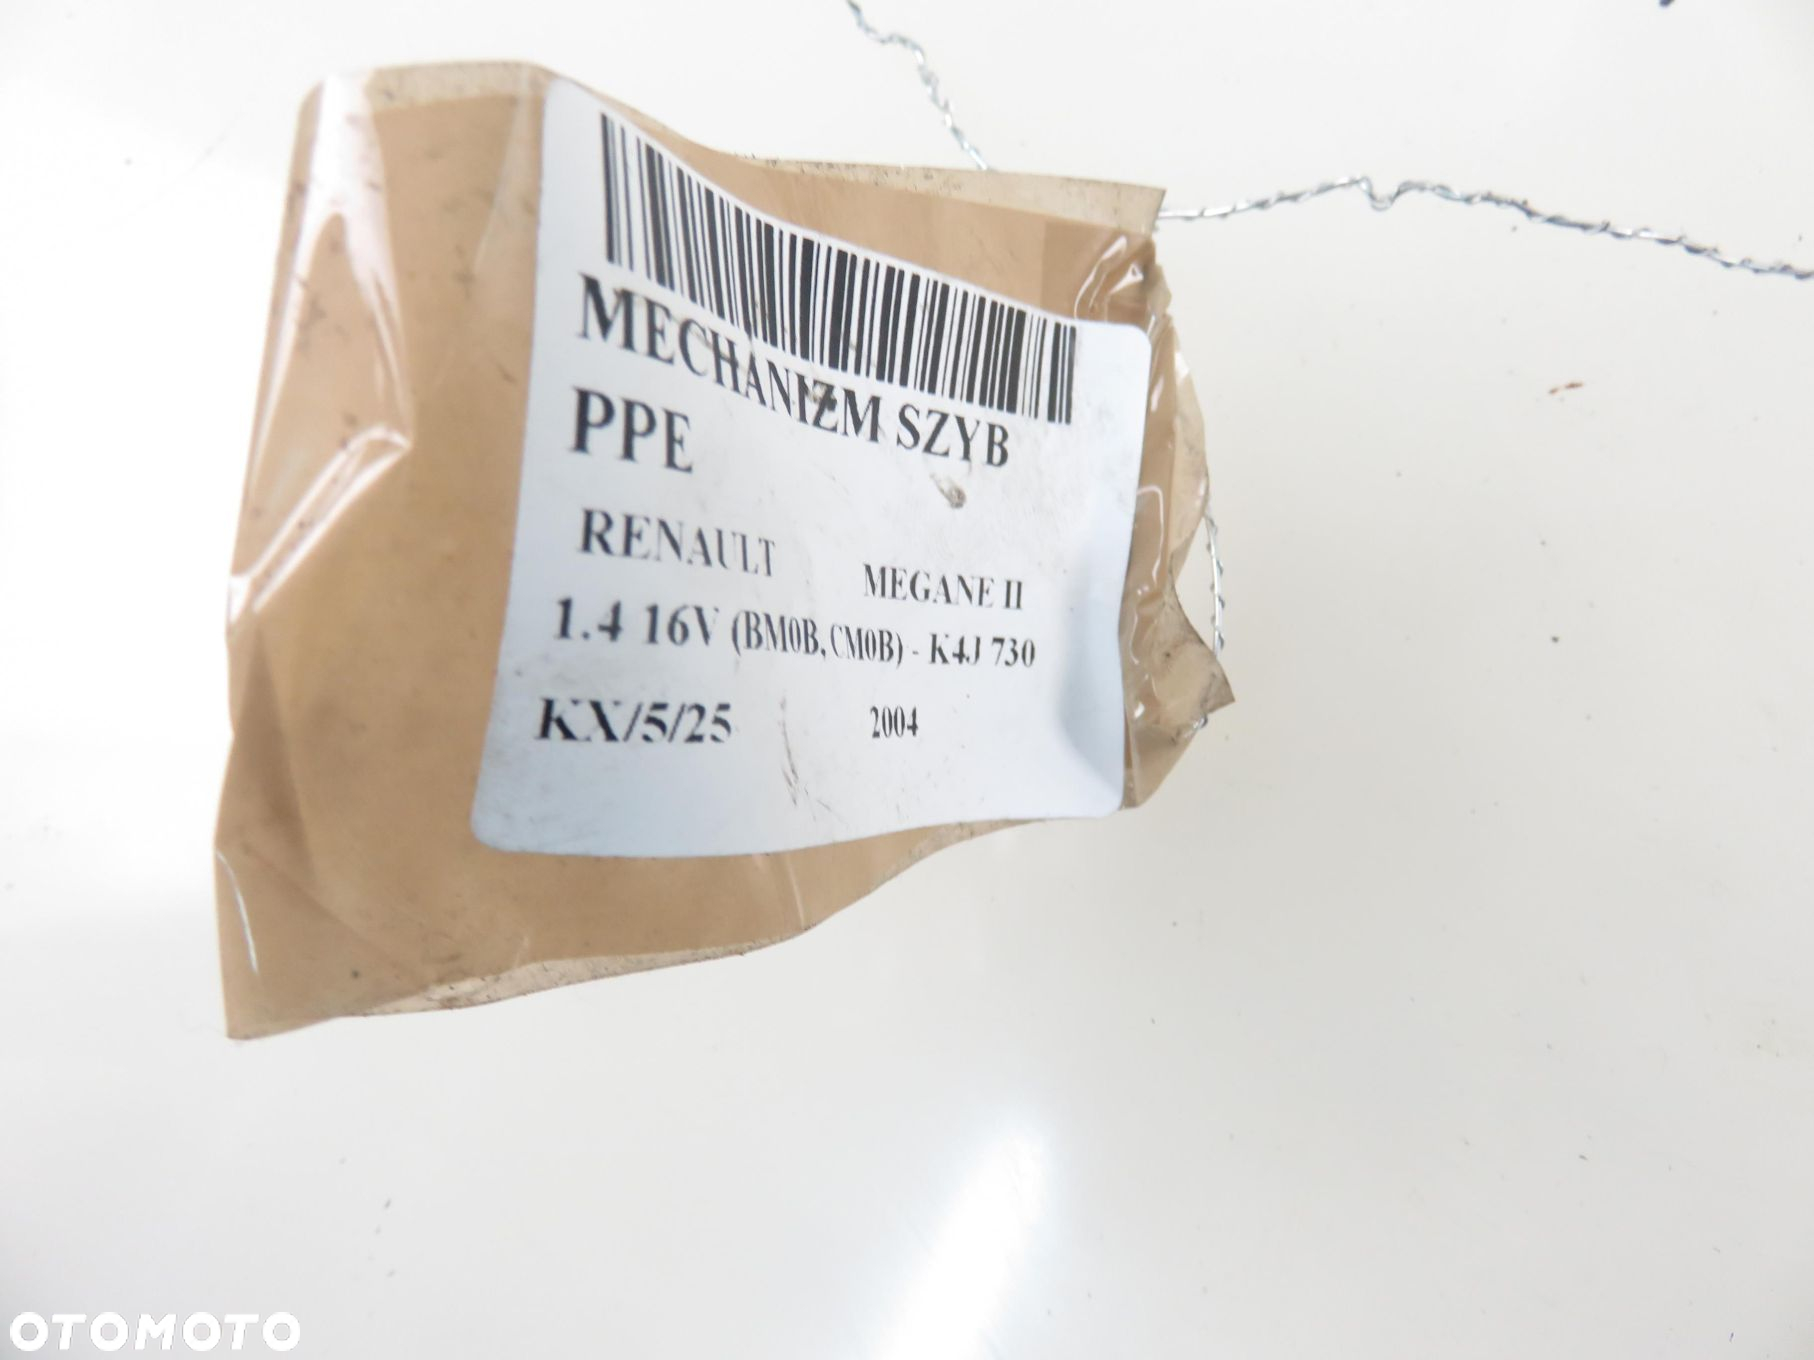 MECHANIZM SZYB
PPE
RENAULT MEGANE II
1.4 16V (BM0B, CM0B) - K4J 730
KX/5/25 2004
OTOMOTO